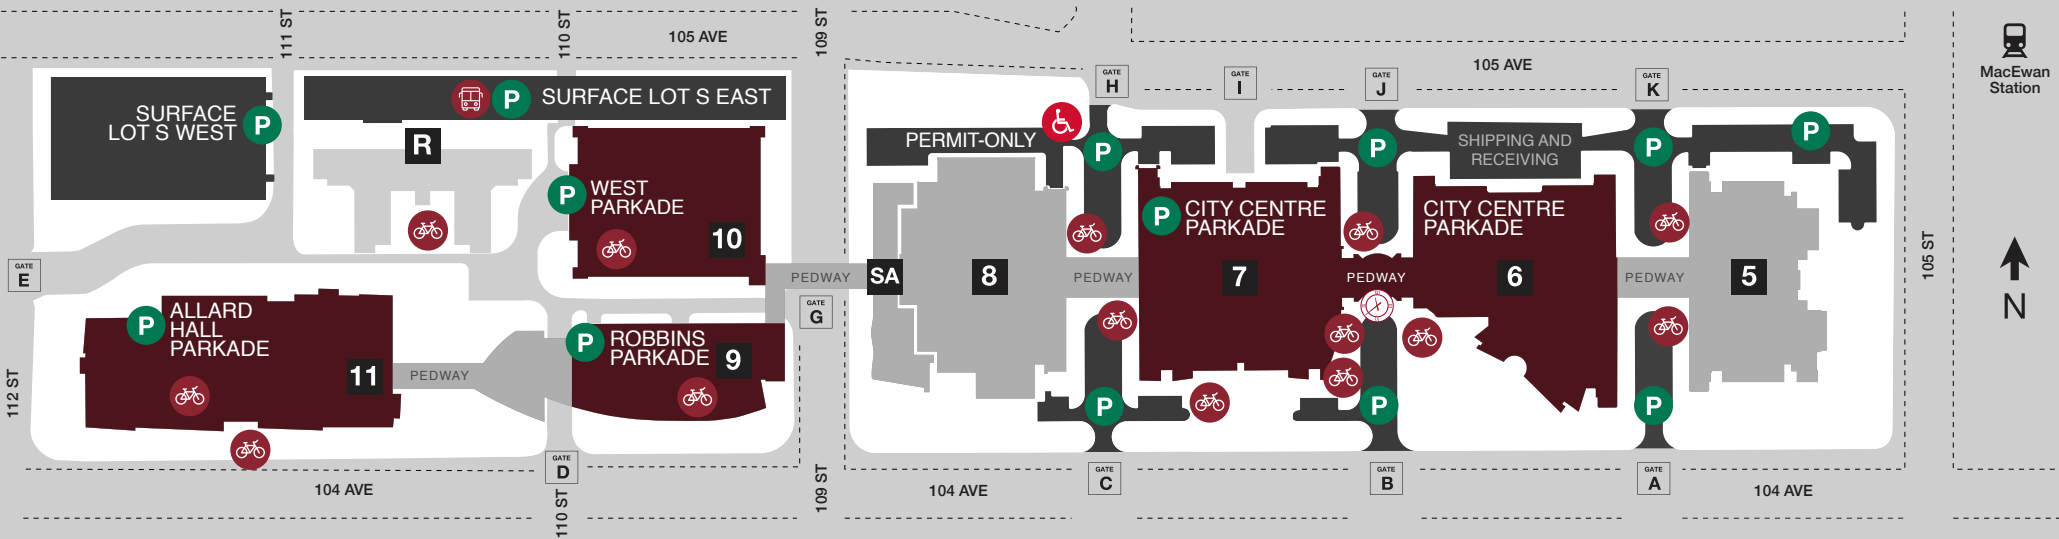 111 ST
110 ST
105 AVE
109 ST
105 AVE
MacEwan
Station
GATE
H
GATE
I
GATE
J
GATE
K
SURFACE
LOT S WEST
P
P
SURFACE LOT S EAST
R
PERMIT-ONLY
P
P
SHIPPING AND
RECEIVING
P
P
P
WEST
PARKADE
10
P
CITY CENTRE
PARKADE
CITY CENTRE
PARKADE
105 ST
GATE
E
PEDWAY
SA
8
PEDWAY
7
PEDWAY
6
PEDWAY
5
N
GATE
G
P
ALLARD
HALL
PARKADE
11
PEDWAY
P
ROBBINS
PARKADE
9
112 ST
P
P
P
GATE
D
GATE
C
GATE
B
GATE
A
104 AVE
110 ST
109 ST
104 AVE
104 AVE